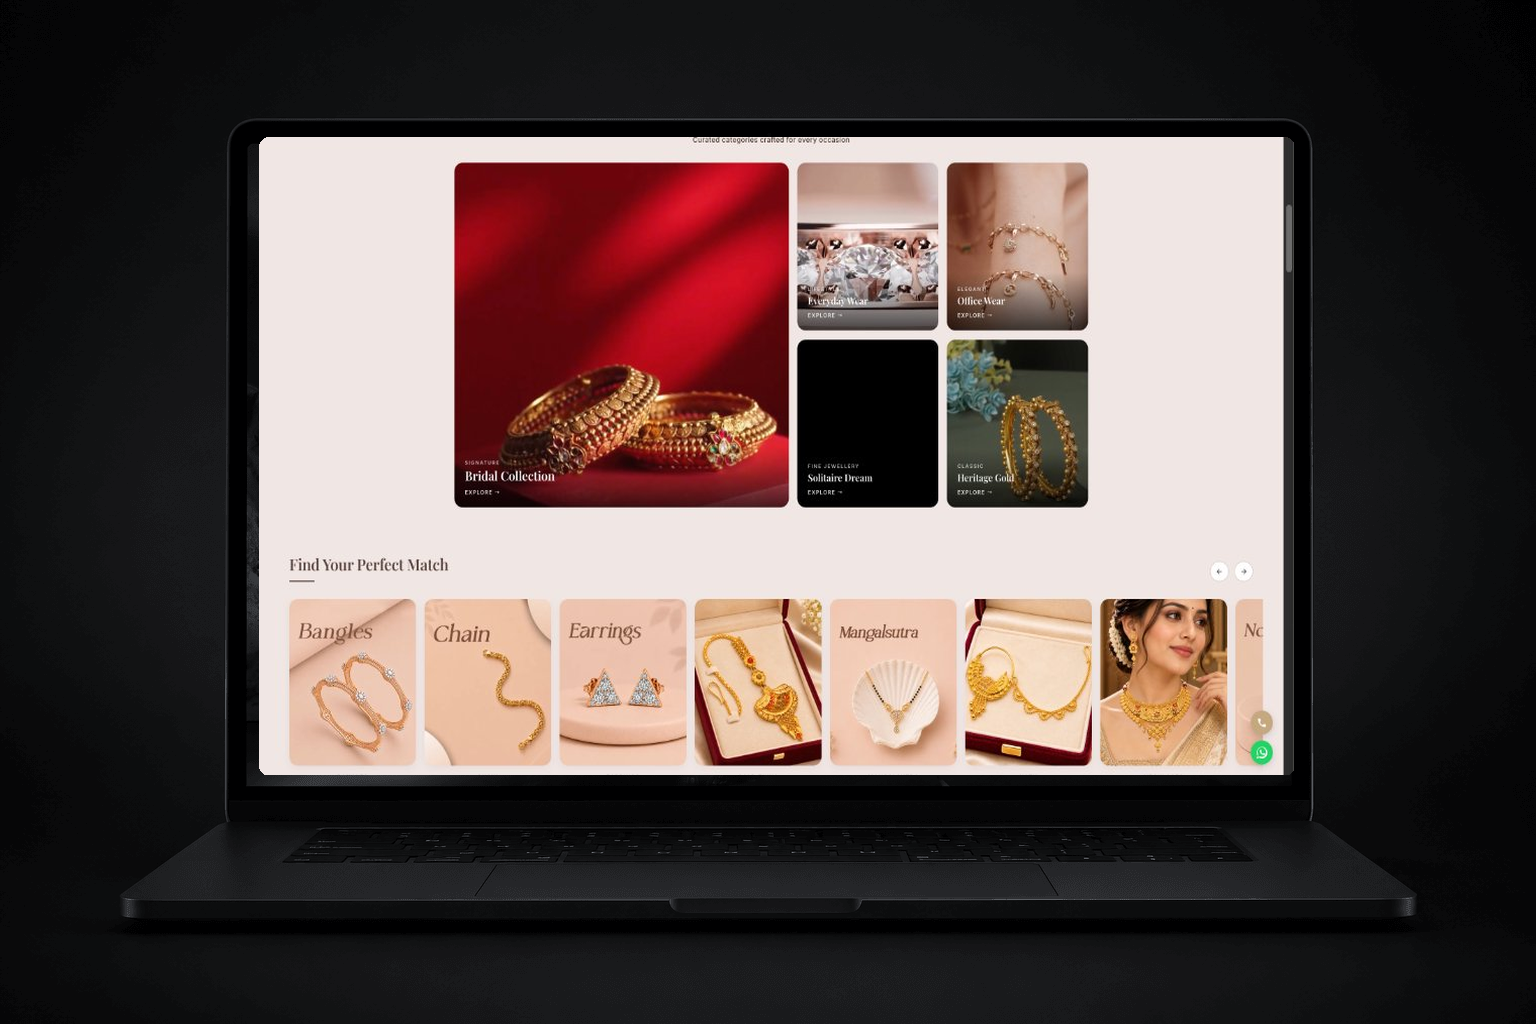 Curated categories crafted for every occasion
SIGNATURE
Bridal Collection
EXPLORE →
Everyday Wear
EXPLORE →
ELEGANT
Office Wear
EXPLORE →
FINE JEWELLERY
Solitaire Dream
EXPLORE →
CLASSIC
Heritage Gold
EXPLORE →
Find Your Perfect Match
Bangles
Chain
Earrings
Mangalsutra